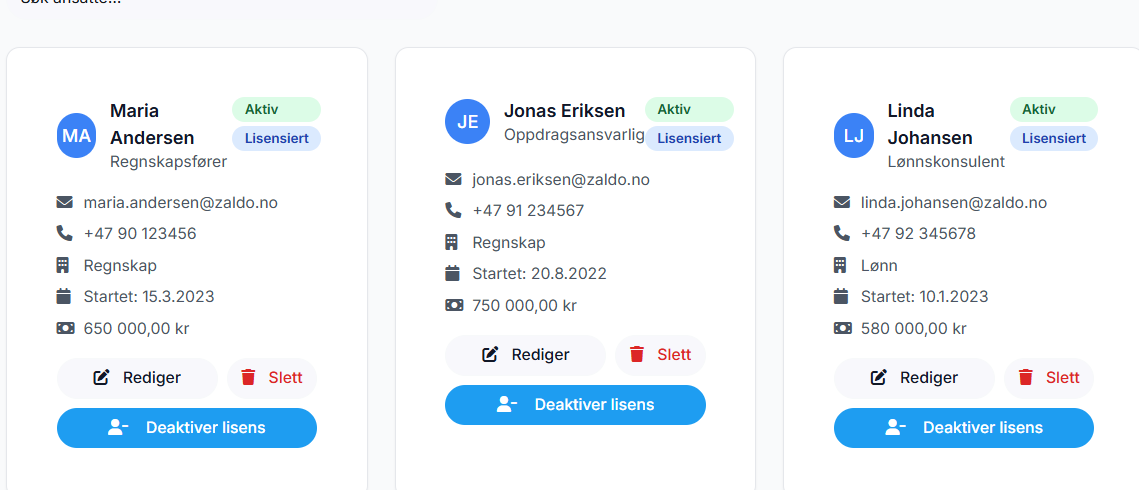 Søk ansatte...
MA
Maria
Andersen
Regnskapsfører
Aktiv
Lisensiert
maria.andersen@zaldo.no
+47 90 123456
Regnskap
Startet: 15.3.2023
650 000,00 kr
Rediger
Slett
Deaktiver lisens
JE
Jonas Eriksen
Oppdragsansvarlig
Aktiv
Lisensiert
jonas.eriksen@zaldo.no
+47 91 234567
Regnskap
Startet: 20.8.2022
750 000,00 kr
Rediger
Slett
Deaktiver lisens
LJ
Linda
Johansen
Lønnskonsulent
Aktiv
Lisensiert
linda.johansen@zaldo.no
+47 92 345678
Lønn
Startet: 10.1.2023
580 000,00 kr
Rediger
Slett
Deaktiver lisens